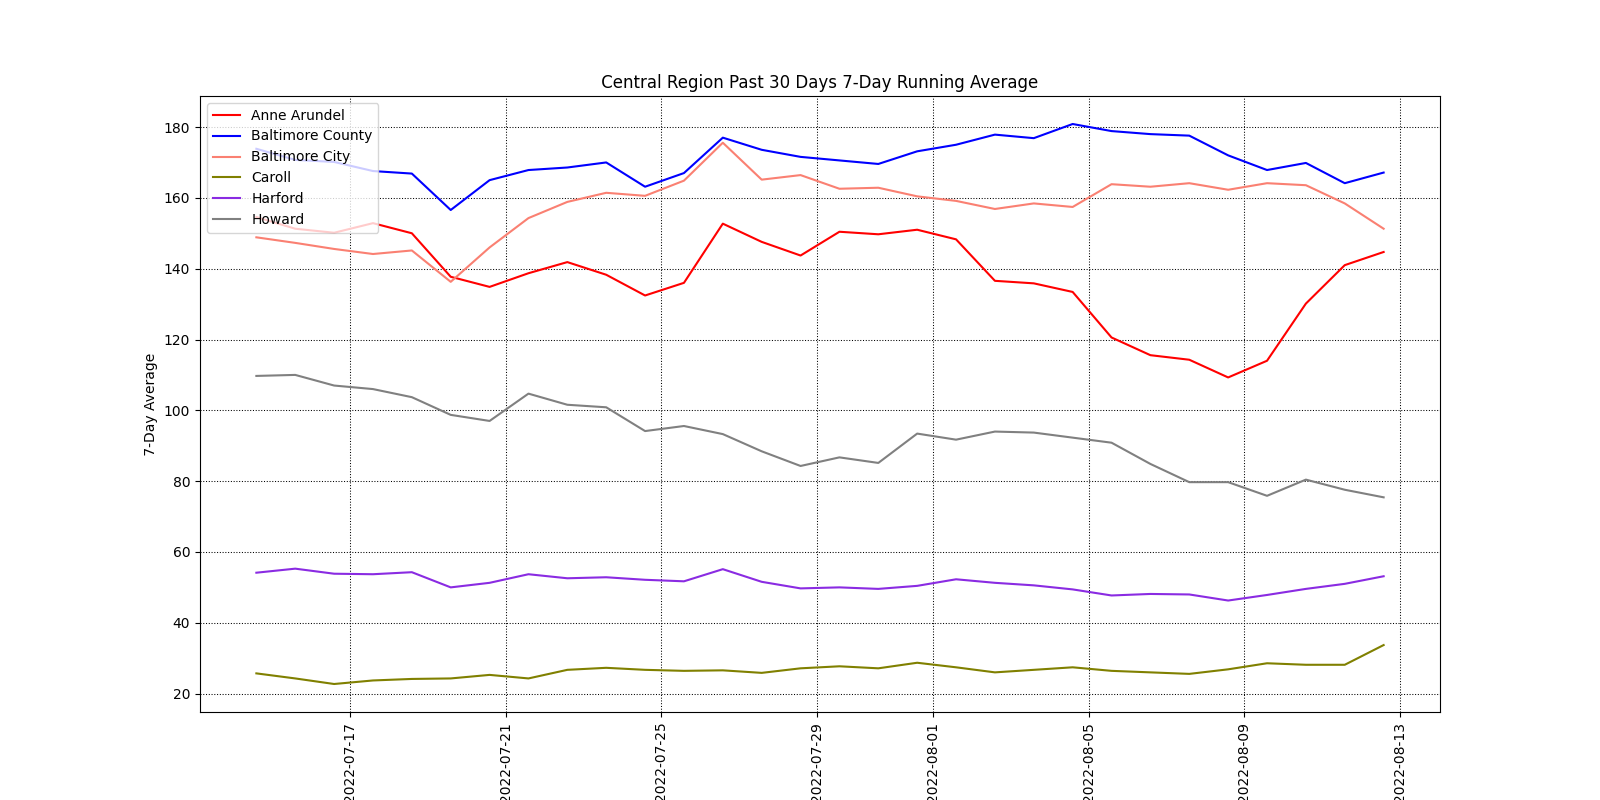 Central Region Past 30 Days 7-Day Running Average
Anne Arundel
Baltimore County
Baltimore City
Caroll
Harford
Howard
180
160
140
120
100
80
60
40
20
7-Day Average
2022-07-17
2022-07-21
2022-07-25
2022-07-29
2022-08-01
2022-08-05
2022-08-09
2022-08-13